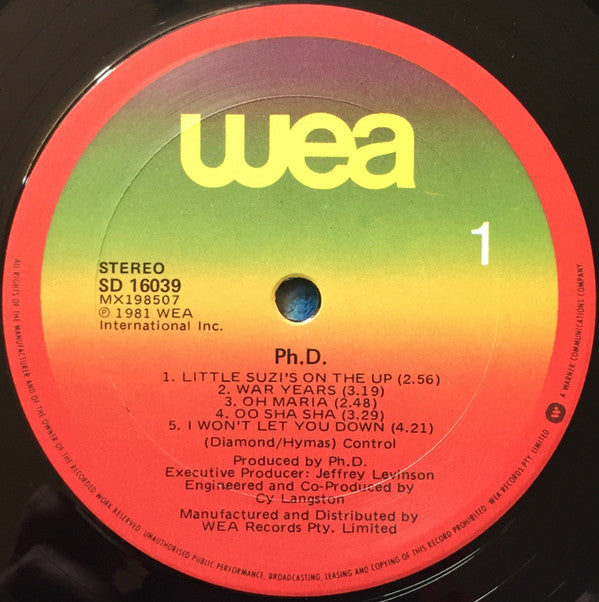 wea
1
STEREO
SD 16039
MX198507
℗ 1981 WEA
International Inc.
Ph.D.
1. LITTLE SUZI'S ON THE UP (2.56)
2. WAR YEARS (3.19)
3. OH MARIA (2.48)
4. OO SHA SHA (3.29)
5. I WON'T LET YOU DOWN (4.21)
(Diamond/Hymas) Control
Produced by Ph.D.
Executive Producer: Jeffrey Levinson
Engineered and Co-Produced by
Cy Langston
Manufactured and Distributed by
WEA Records Pty. Limited
ALL RIGHTS OF THE MANUFACTURER AND OF THE OWNER OF THE RECORDED WORK RESERVED. UNAUTHORISED PUBLIC PERFORMANCE, BROADCASTING, LEASING AND COPYING OF THIS RECORD PROHIBITED. WEA RECORDS PTY. LIMITED
A WARNER COMMUNICATIONS COMPANY.